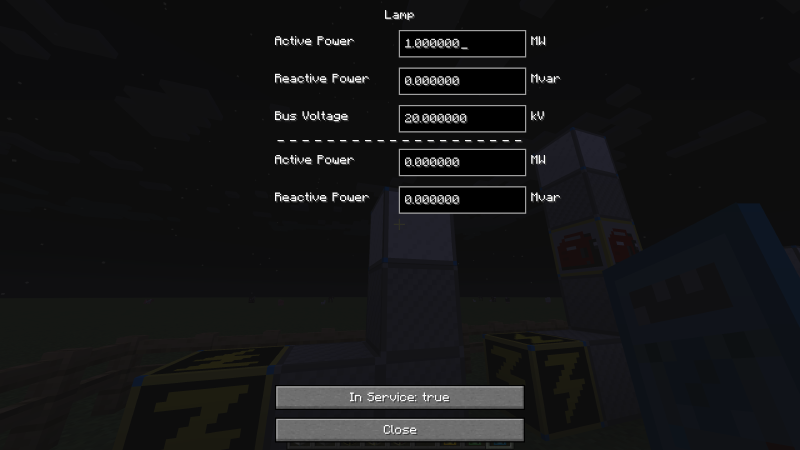 Lamp
Active Power 1.000000_ MW
Reactive Power 0.000000 Mvar
Bus Voltage 20.000000 kV
Active Power 0.000000 MW
Reactive Power 0.000000 Mvar
In Service: true
Close